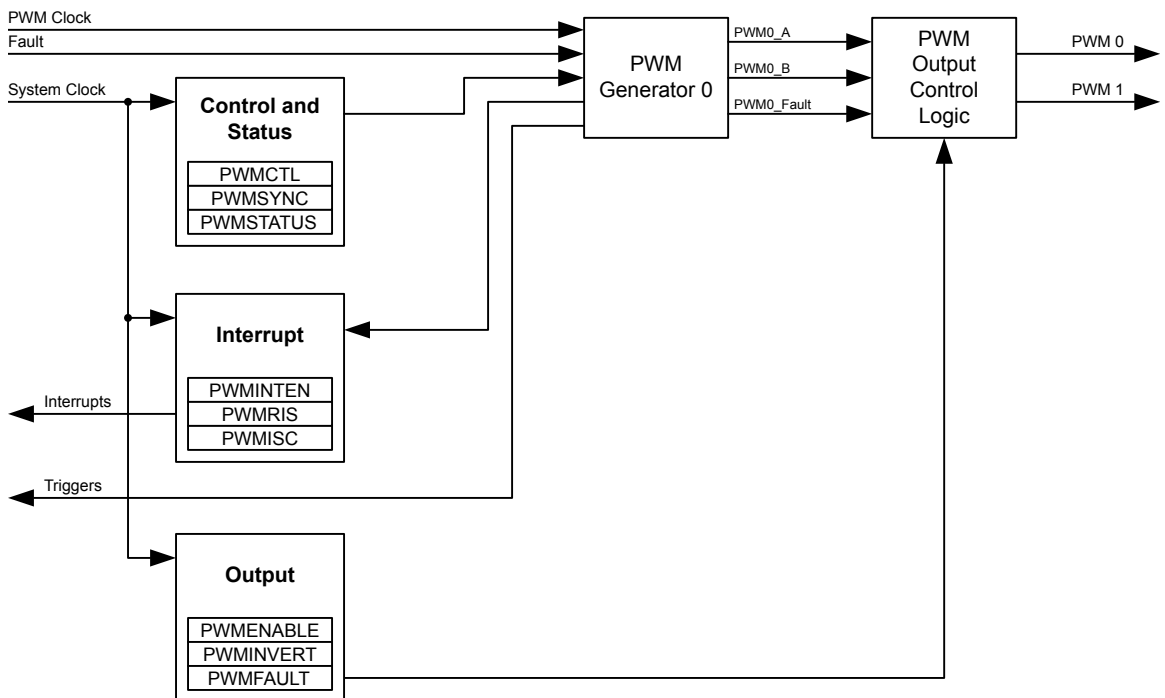 PWM Clock
Fault
System Clock
Control and
Status
PWMCTL
PWMSYNC
PWMSTATUS
PWM
Generator 0
PWM0_A
PWM0_B
PWM0_Fault
PWM
Output
Control
Logic
PWM 0
PWM 1
Interrupt
PWMINTEN
PWMRIS
PWMISC
Interrupts
Triggers
Output
PWMENABLE
PWMINVERT
PWMFAULT